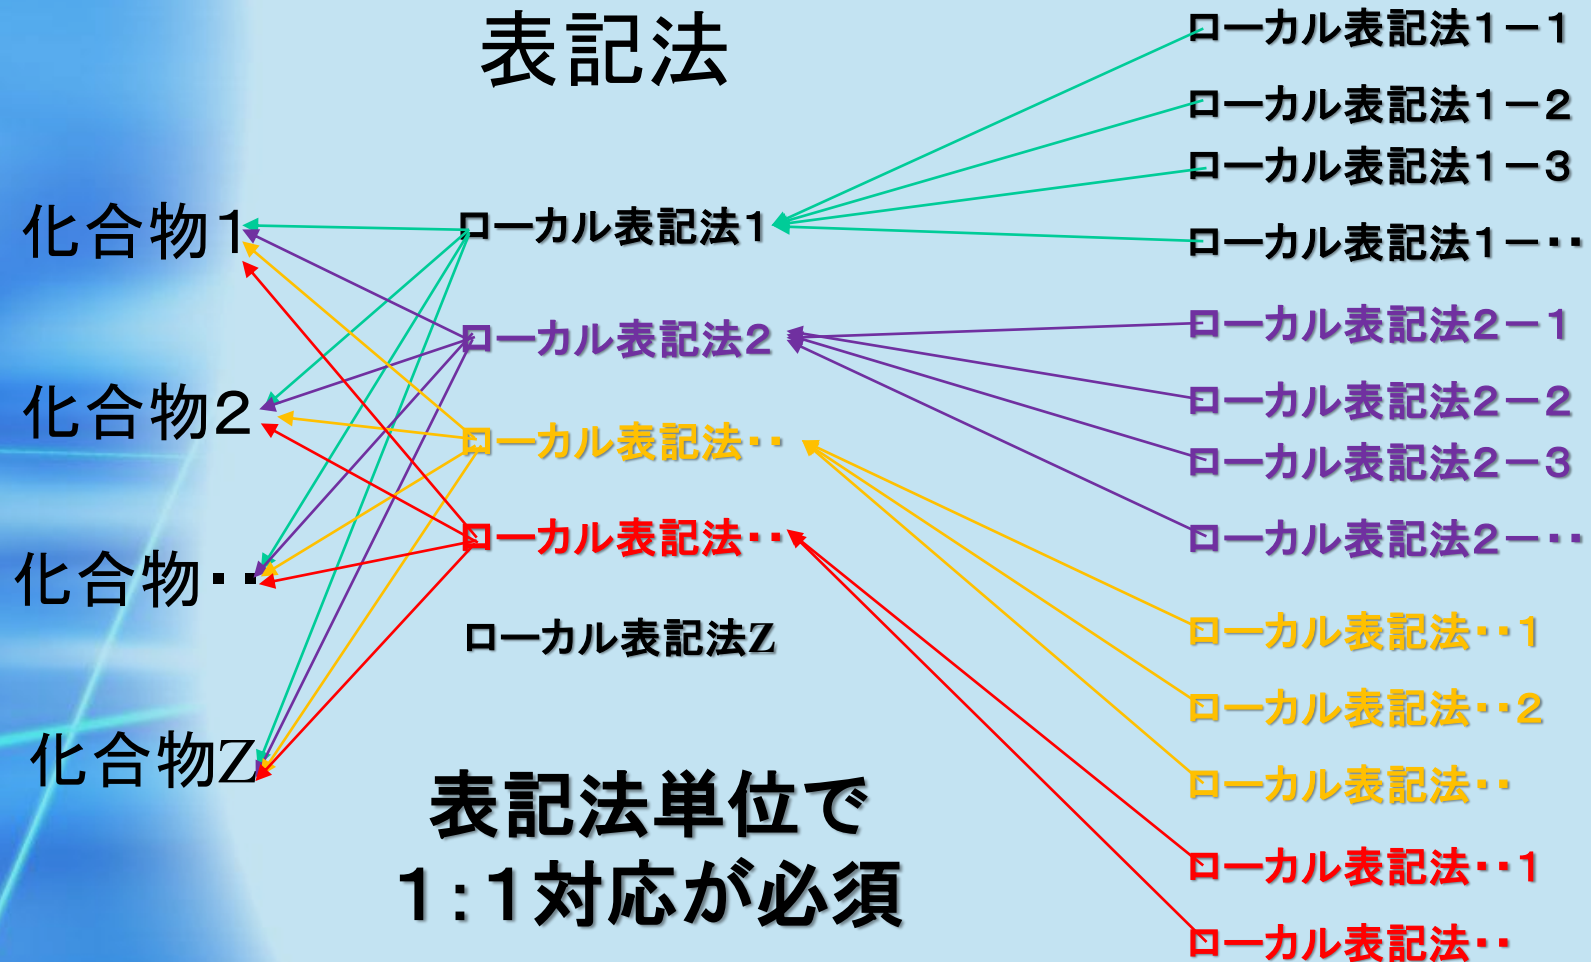 表記法
化合物1
化合物2
化合物・・
化合物Z
ローカル表記法1
ローカル表記法2
ローカル表記法・・
ローカル表記法・・
ローカル表記法Z
表記法単位で
1:1対応が必須
ローカル表記法1－1
ローカル表記法1－2
ローカル表記法1－3
ローカル表記法1－・・
ローカル表記法2－1
ローカル表記法2－2
ローカル表記法2－3
ローカル表記法2－・・
ローカル表記法・・1
ローカル表記法・・2
ローカル表記法・・
ローカル表記法・・1
ローカル表記法・・